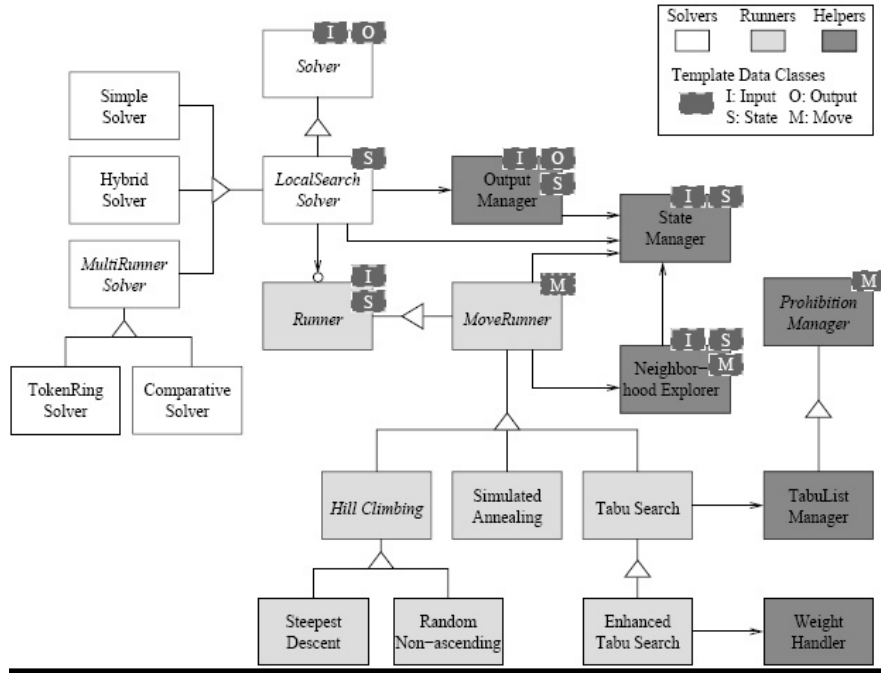 Solvers
Runners
Helpers
Template Data Classes
I: Input O: Output
S: State M: Move
I O
Solver
Simple
Solver
Hybrid
Solver
MultiRunner
Solver
TokenRing
Solver
Comparative
Solver
S
LocalSearch
Solver
I O
S
Output
Manager
I S
State
Manager
I
S
Runner
M
MoveRunner
I S
M
Neighbor-
hood Explorer
M
Prohibition
Manager
Hill Climbing
Simulated
Annealing
Tabu Search
TabuList
Manager
Steepest
Descent
Random
Non-ascending
Enhanced
Tabu Search
Weight
Handler